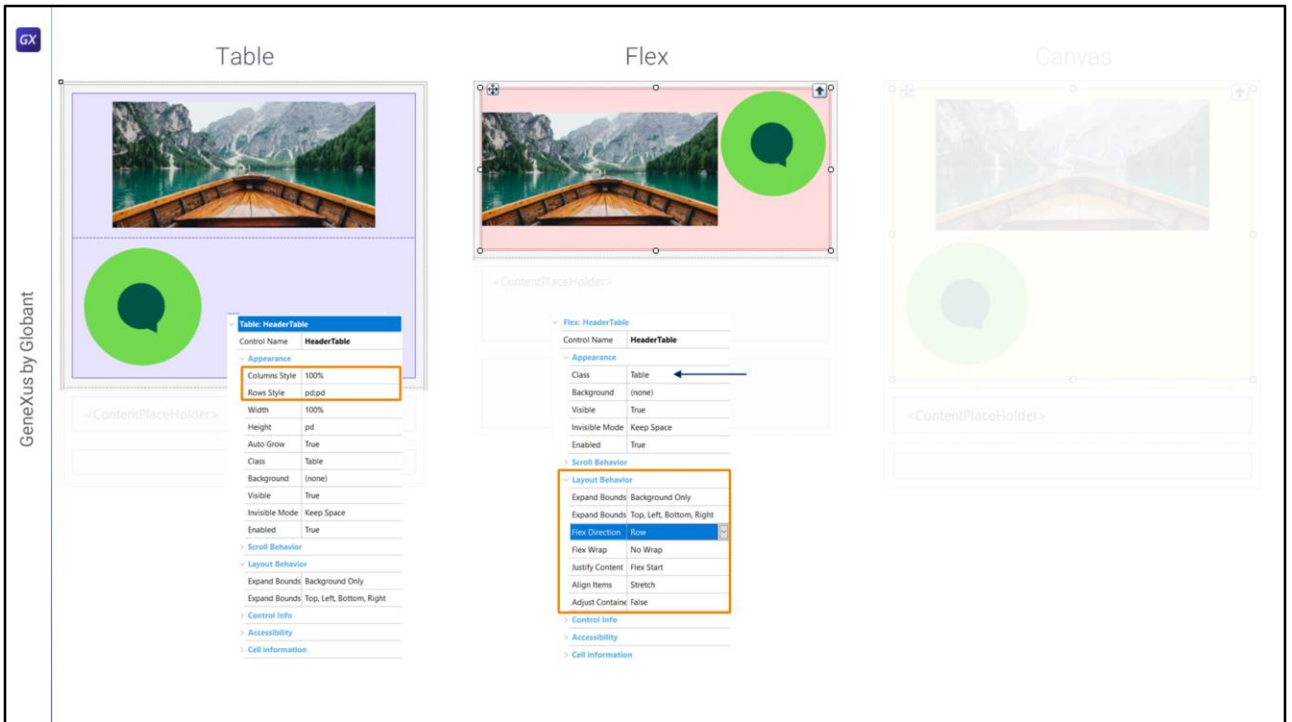 GX
GeneXus by Globant
Table
<ContentPlaceHolder>
Table: HeaderTable
Control Name HeaderTable
Appearance
Columns Style 100%
Rows Style pd;pd
Width 100%
Height pd
Auto Grow True
Class Table
Background (none)
Visible True
Invisible Mode Keep Space
Enabled True
Scroll Behavior
Layout Behavior
Expand Bounds Background Only
Expand Bounds Top, Left, Bottom, Right
Control Info
Accessibility
Cell information
Flex
<ContentPlaceHolder>
Flex: HeaderTable
Control Name HeaderTable
Appearance
Class Table
Background (none)
Visible True
Invisible Mode Keep Space
Enabled True
Scroll Behavior
Layout Behavior
Expand Bounds Background Only
Expand Bounds Top, Left, Bottom, Right
Flex Direction Row
Flex Wrap No Wrap
Justify Content Flex Start
Align Items Stretch
Adjust Containe False
Control Info
Accessibility
Cell information
Canvas
<ContentPlaceHolder>